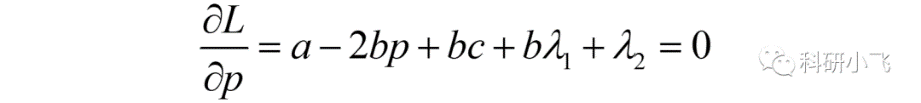 ∂L/∂p = a − 2bp + bc + bλ₁ + λ₂ = 0
科研小飞